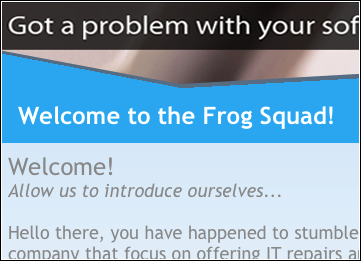 Got a problem with your sof
Welcome to the Frog Squad!
Welcome!
Allow us to introduce ourselves...
Hello there, you have happened to stumble
company that focus on offering IT repairs a